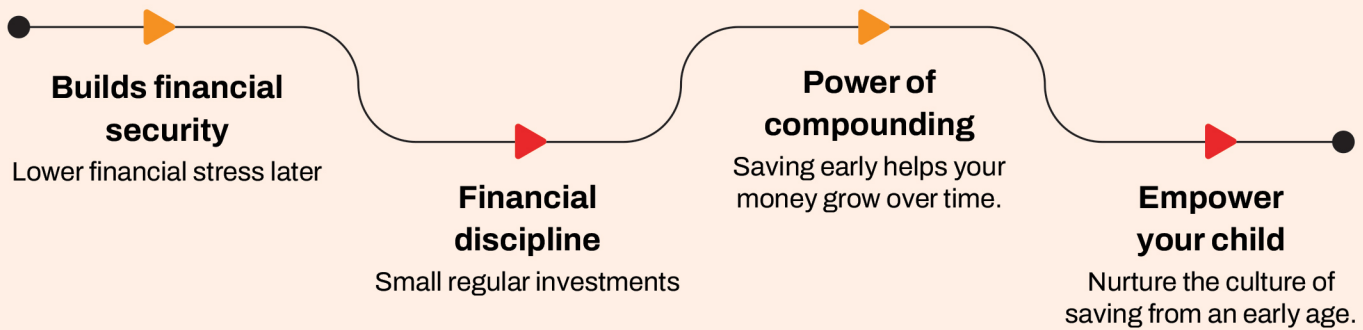 Builds financial
security
Lower financial stress later
Financial
discipline
Small regular investments
Power of
compounding
Saving early helps your
money grow over time.
Empower
your child
Nurture the culture of
saving from an early age.